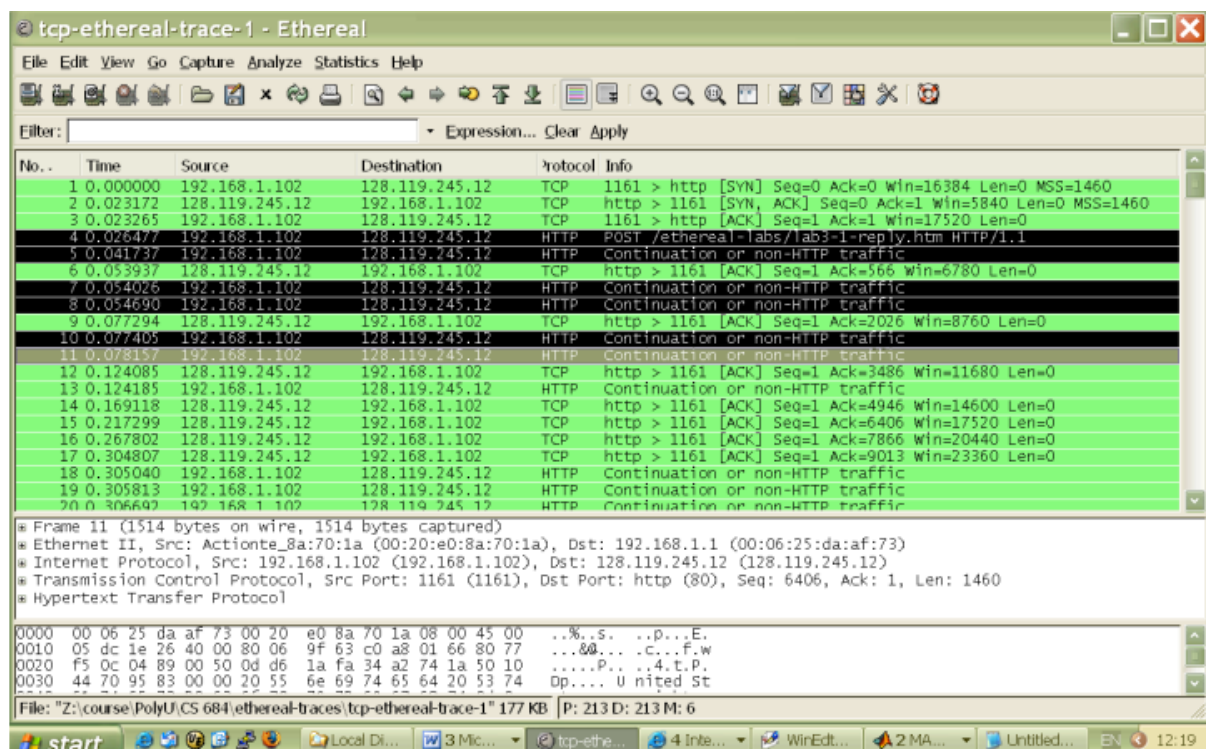 tcp-ethereal-trace-1 - Ethereal
File Edit View Go Capture Analyze Statistics Help
Filter: Expression... Clear Apply
No. . Time Source Destination Protocol Info
1 0.000000 192.168.1.102 128.119.245.12 TCP 1161 > http [SYN] Seq=0 Ack=0 Win=16384 Len=0 MSS=1460
2 0.023172 128.119.245.12 192.168.1.102 TCP http > 1161 [SYN, ACK] Seq=0 Ack=1 Win=5840 Len=0 MSS=1460
3 0.023265 192.168.1.102 128.119.245.12 TCP 1161 > http [ACK] Seq=1 Ack=1 Win=17520 Len=0
4 0.026477 192.168.1.102 128.119.245.12 HTTP POST /ethereal-labs/lab3-1-reply.htm HTTP/1.1
5 0.041737 192.168.1.102 128.119.245.12 HTTP Continuation or non-HTTP traffic
6 0.053937 128.119.245.12 192.168.1.102 TCP http > 1161 [ACK] Seq=1 Ack=566 Win=6780 Len=0
7 0.054026 192.168.1.102 128.119.245.12 HTTP Continuation or non-HTTP traffic
8 0.054690 192.168.1.102 128.119.245.12 HTTP Continuation or non-HTTP traffic
9 0.077294 128.119.245.12 192.168.1.102 TCP http > 1161 [ACK] Seq=1 Ack=2026 Win=8760 Len=0
10 0.077405 192.168.1.102 128.119.245.12 HTTP Continuation or non-HTTP traffic
11 0.078157 192.168.1.102 128.119.245.12 HTTP Continuation or non-HTTP traffic
12 0.124085 128.119.245.12 192.168.1.102 TCP http > 1161 [ACK] Seq=1 Ack=3486 Win=11680 Len=0
13 0.124185 192.168.1.102 128.119.245.12 HTTP Continuation or non-HTTP traffic
14 0.169118 128.119.245.12 192.168.1.102 TCP http > 1161 [ACK] Seq=1 Ack=4946 Win=14600 Len=0
15 0.217299 128.119.245.12 192.168.1.102 TCP http > 1161 [ACK] Seq=1 Ack=6406 Win=17520 Len=0
16 0.267802 128.119.245.12 192.168.1.102 TCP http > 1161 [ACK] Seq=1 Ack=7866 Win=20440 Len=0
17 0.304807 128.119.245.12 192.168.1.102 TCP http > 1161 [ACK] Seq=1 Ack=9013 Win=23360 Len=0
18 0.305040 192.168.1.102 128.119.245.12 HTTP Continuation or non-HTTP traffic
19 0.305813 192.168.1.102 128.119.245.12 HTTP Continuation or non-HTTP traffic
20 0.306692 192.168.1.102 128.119.245.12 HTTP Continuation or non-HTTP traffic
Frame 11 (1514 bytes on wire, 1514 bytes captured)
Ethernet II, Src: Actionte_8a:70:1a (00:20:e0:8a:70:1a), Dst: 192.168.1.1 (00:06:25:da:af:73)
Internet Protocol, Src: 192.168.1.102 (192.168.1.102), Dst: 128.119.245.12 (128.119.245.12)
Transmission Control Protocol, Src Port: 1161 (1161), Dst Port: http (80), Seq: 6406, Ack: 1, Len: 1460
Hypertext Transfer Protocol
0000 00 06 25 da af 73 00 20 e0 8a 70 1a 08 00 45 00 ..%..s. ..p...E.
0010 05 dc 1e 26 40 00 80 06 9f 63 c0 a8 01 66 80 77 ...&@... .c...f.w
0020 f5 0c 04 89 00 50 0d d6 1a fa 34 a2 74 1a 50 10 .....P.. ..4.t.P.
0030 44 70 95 83 00 00 20 55 6e 69 74 65 64 20 53 74 Dp.... U nited St
File: "Z:\course\PolyU\CS 684\ethereal-traces\tcp-ethereal-trace-1" 177 KB P: 213 D: 213 M: 6
start Local Di... 3 Mic... tcp-ethe... 4 Inte... WinEdt... 2 MA... Untitled... EN 12:19